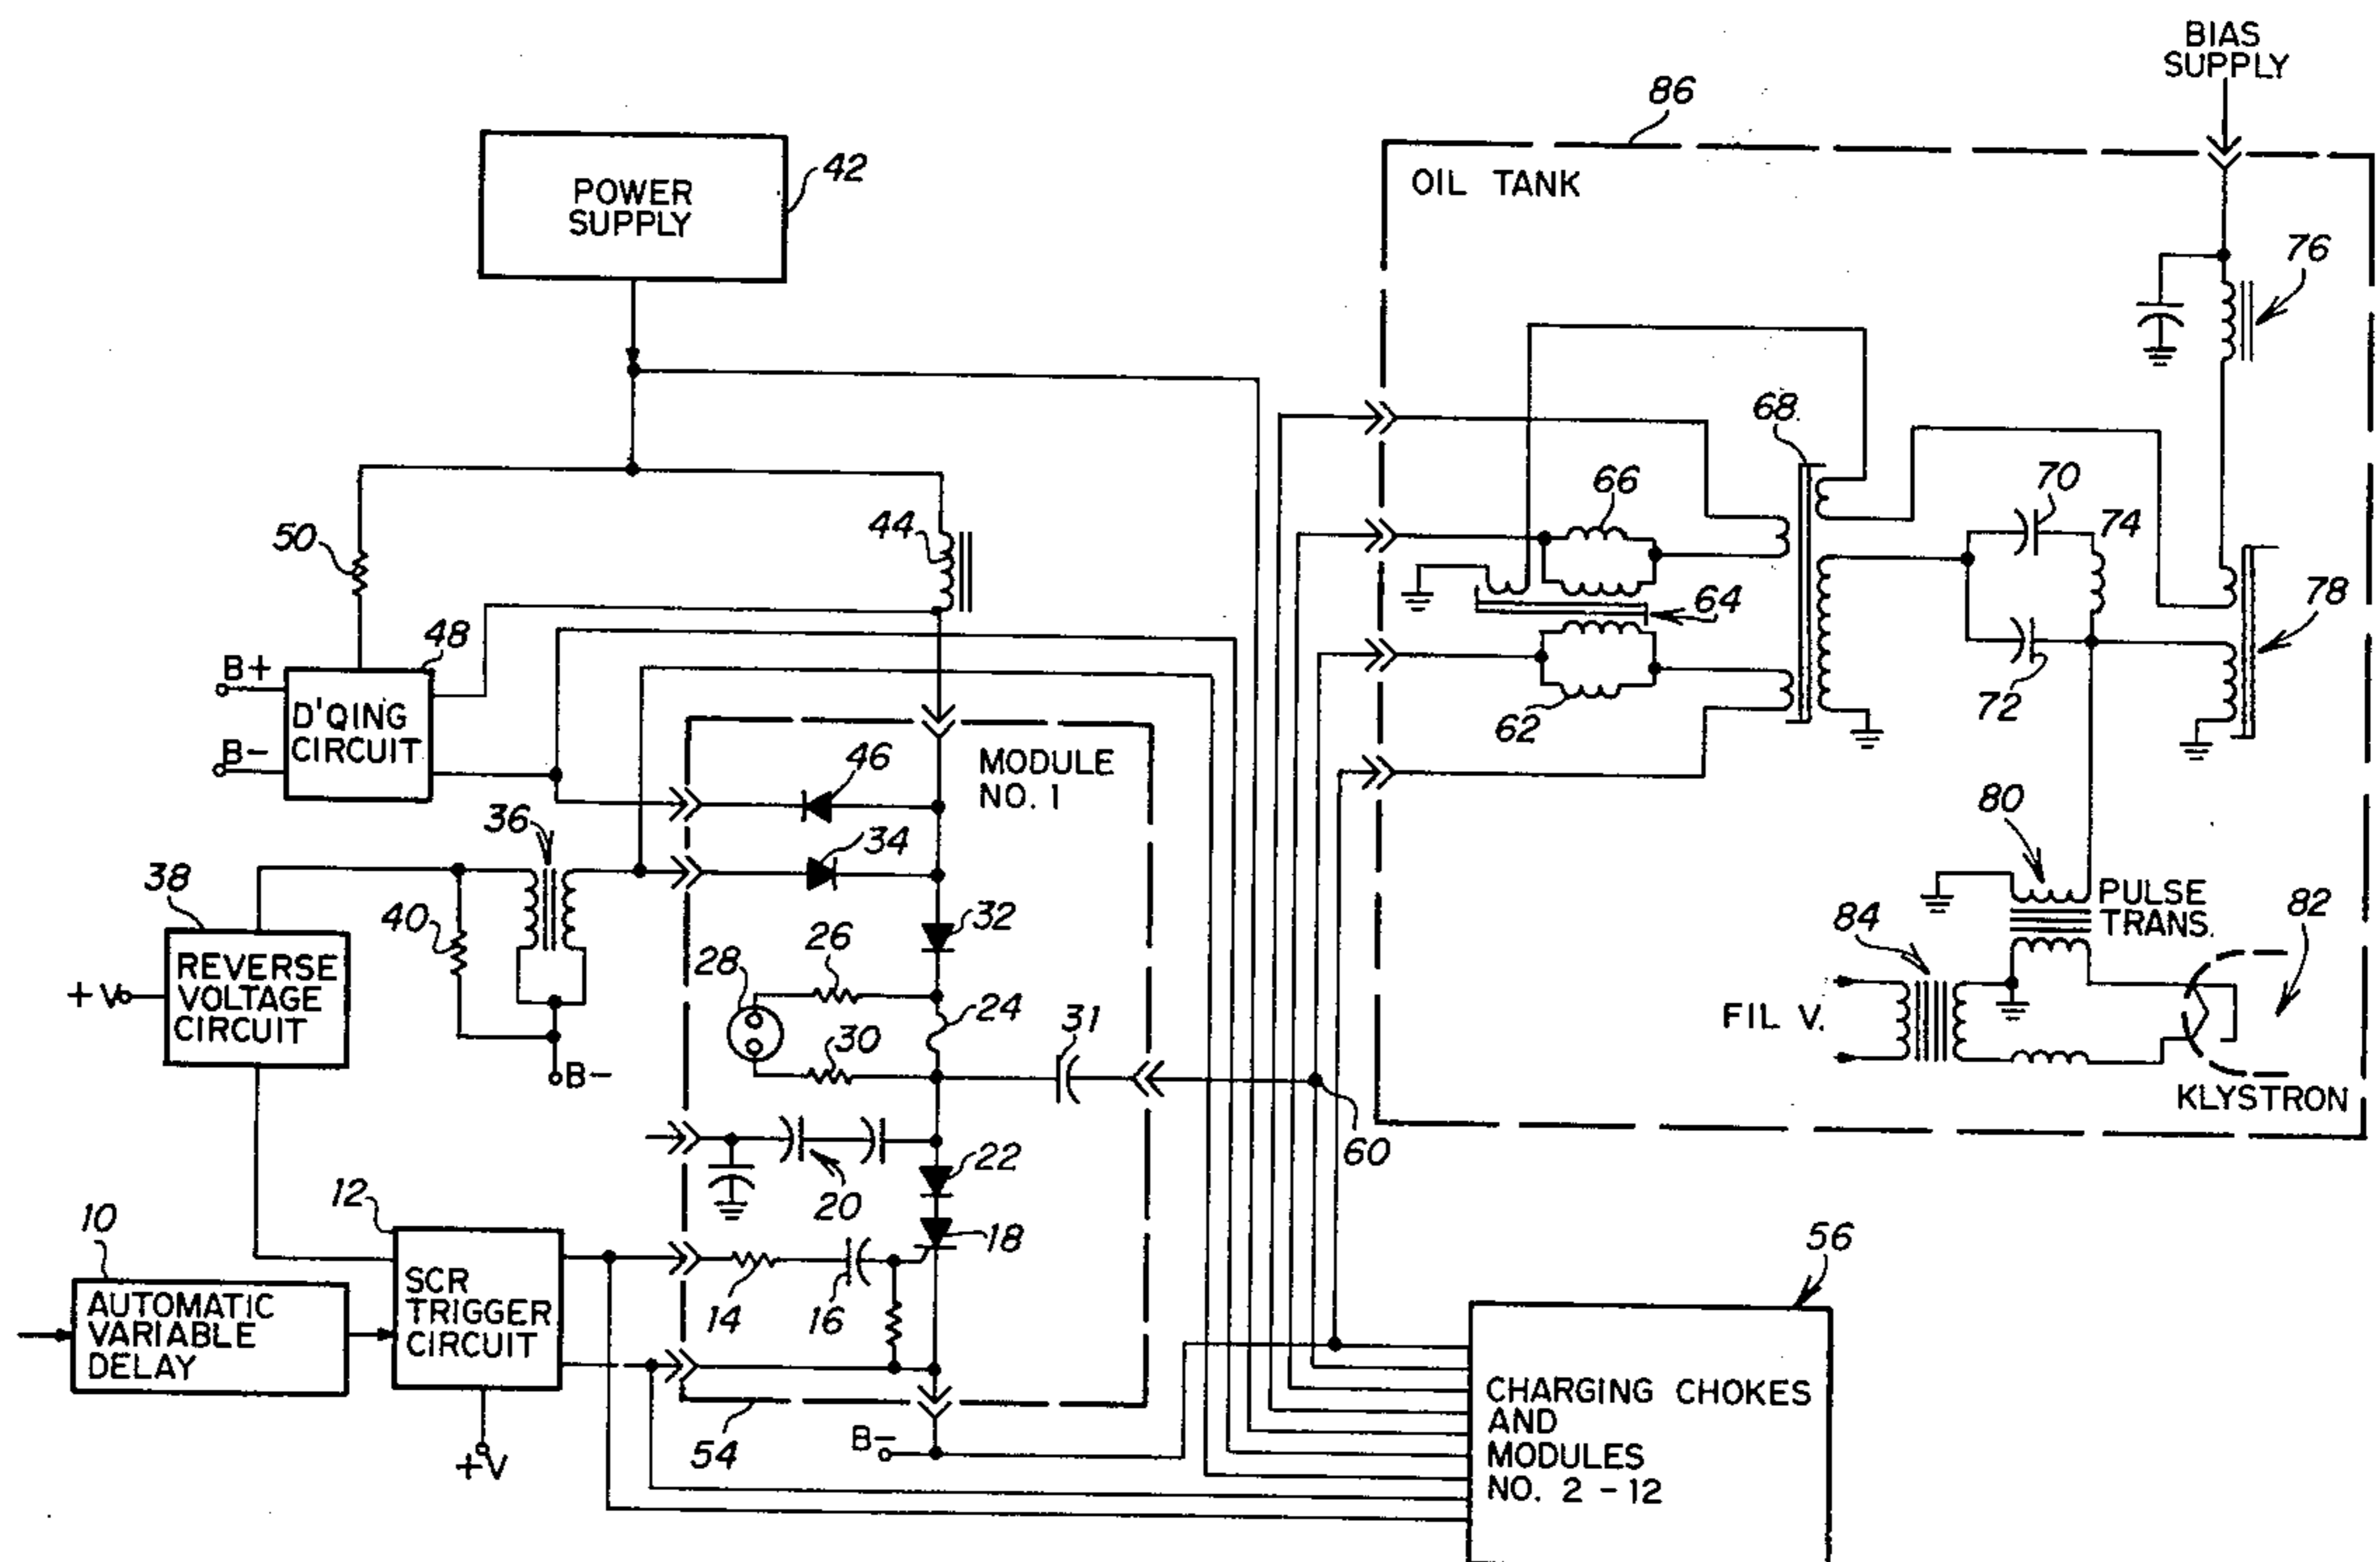 BIAS
SUPPLY
86
POWER
SUPPLY
42
OIL TANK
76
68
66
70
74
44
50
64
78
48
B+
D'QING
CIRCUIT
B-
62
72
MODULE
NO. 1
46
36
34
80
38
40
32
PULSE
TRANS.
84
82
26
28
REVERSE
VOLTAGE
CIRCUIT
+V
24
31
FIL V.
30
B-
KLYSTRON
60
22
20
12
10
18
56
SCR
TRIGGER
CIRCUIT
AUTOMATIC
VARIABLE
DELAY
14
16
CHARGING CHOKES
AND
MODULES
NO. 2 - 12
54
B-
+V